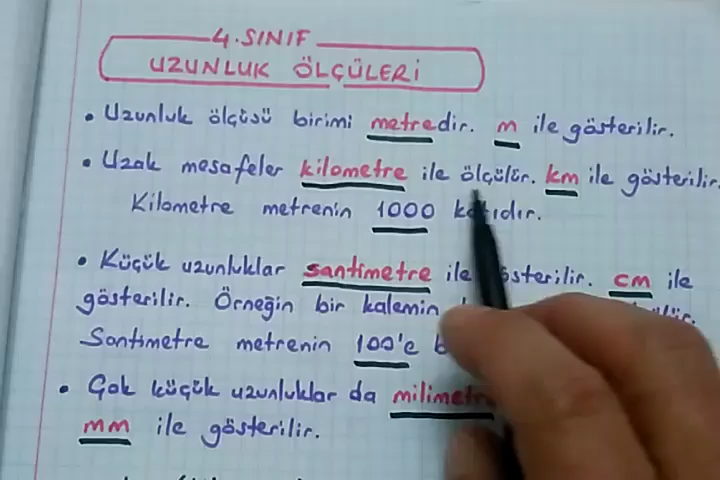 4. SINIF
UZUNLUK ÖLÇÜLERİ
• Uzunluk ölçüsü birimi metredir. m ile gösterilir.
• Uzak mesafeler kilometre ile ölçülür. km ile gösterilir.
Kilometre metrenin 1000 katıdır.
• Küçük uzunluklar santimetre ile gösterilir. cm ile
gösterilir. Örneğin bir kalemin
Santimetre metrenin 100'e
• Çok küçük uzunluklar da milimetre
mm ile gösterilir.